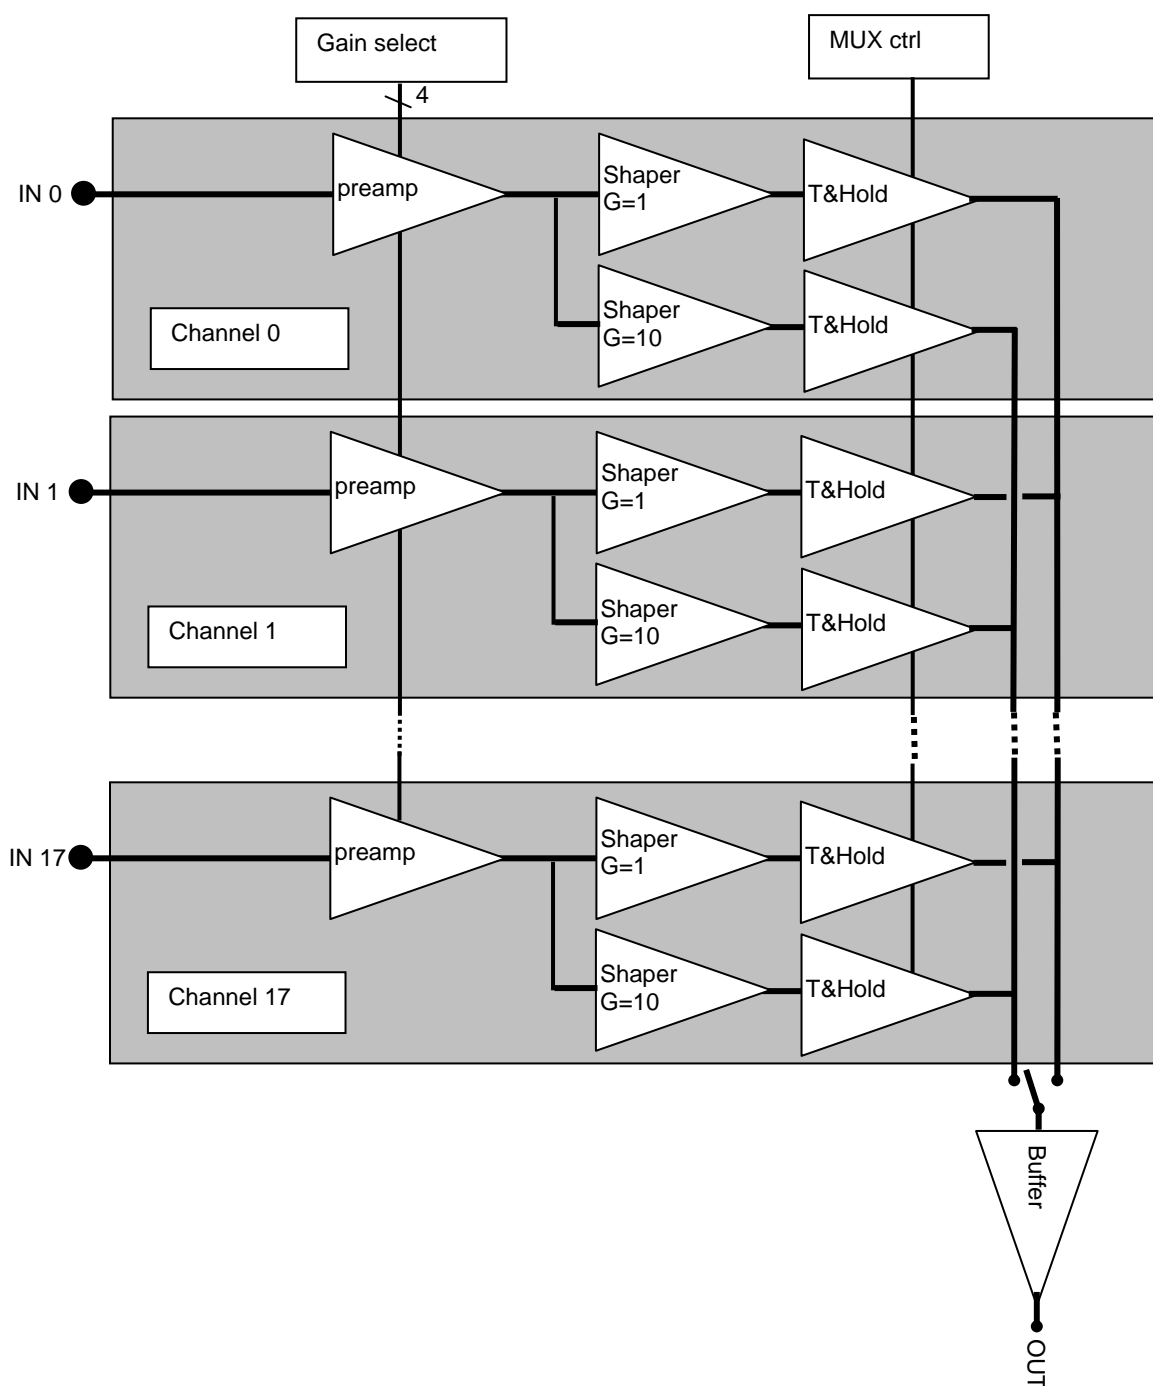 Gain select
MUX ctrl
4
IN 0
preamp
Shaper
G=1
T&Hold
Shaper
G=10
T&Hold
Channel 0
IN 1
preamp
Shaper
G=1
T&Hold
Shaper
G=10
T&Hold
Channel 1
IN 17
preamp
Shaper
G=1
T&Hold
Shaper
G=10
T&Hold
Channel 17
Buffer
OUT